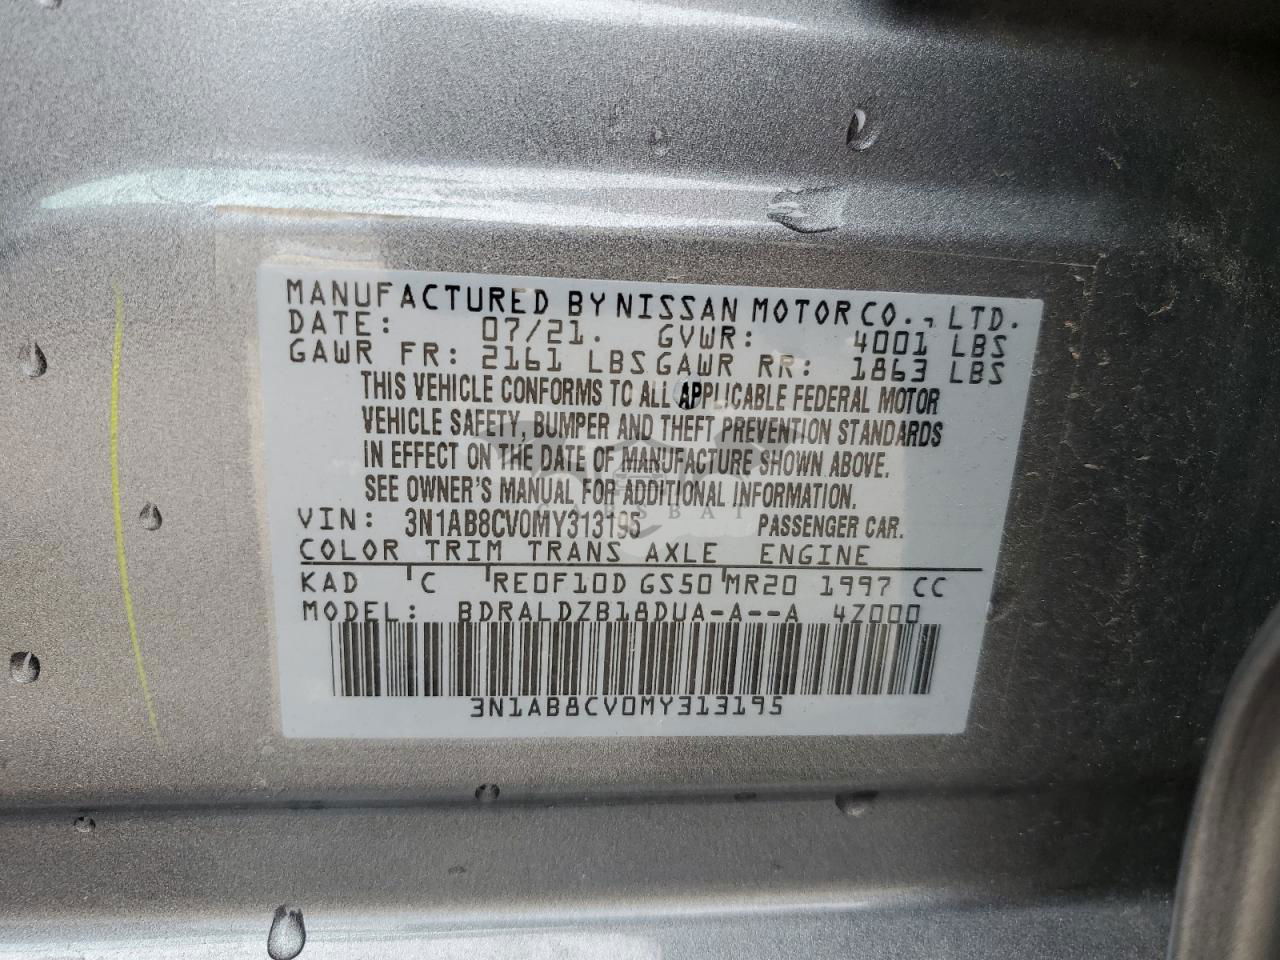 MANUFACTURED BY NISSAN MOTOR CO., LTD.
DATE: 07/21. GVWR: 4001 LBS
GAWR FR: 2161 LBS GAWR RR: 1863 LBS
THIS VEHICLE CONFORMS TO ALL APPLICABLE FEDERAL MOTOR
VEHICLE SAFETY, BUMPER AND THEFT PREVENTION STANDARDS
IN EFFECT ON THE DATE OF MANUFACTURE SHOWN ABOVE.
SEE OWNER'S MANUAL FOR ADDITIONAL INFORMATION.
VIN: 3N1AB8CV0MY313195 PASSENGER CAR.
COLOR TRIM TRANS AXLE ENGINE
KAD C RE0F10D GS50 MR20 1997 CC
MODEL: BDRALDZB18DUA-A--A 4Z000
3N1AB8CV0MY313195